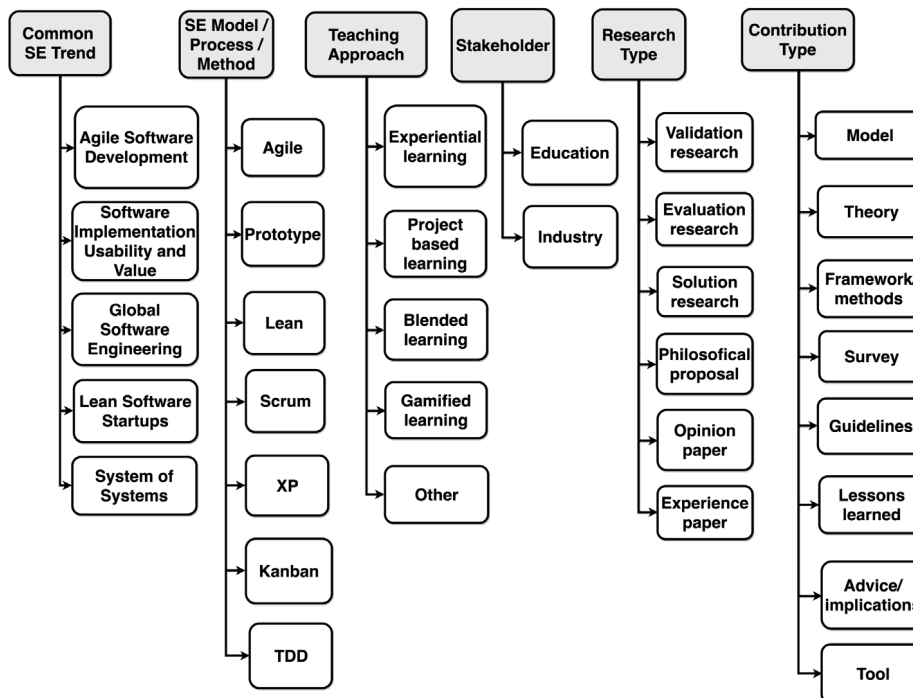 Common
SE Trend
Agile Software
Development
Software
Implementation
Usability and
Value
Global
Software
Engineering
Lean Software
Startups
System of
Systems
SE Model /
Process /
Method
Agile
Prototype
Lean
Scrum
XP
Kanban
TDD
Teaching
Approach
Experiential
learning
Project
based
learning
Blended
learning
Gamified
learning
Other
Stakeholder
Education
Industry
Research
Type
Validation
research
Evaluation
research
Solution
research
Philosofical
proposal
Opinion
paper
Experience
paper
Contribution
Type
Model
Theory
Framework/
methods
Survey
Guidelines
Lessons
learned
Advice/
implications
Tool